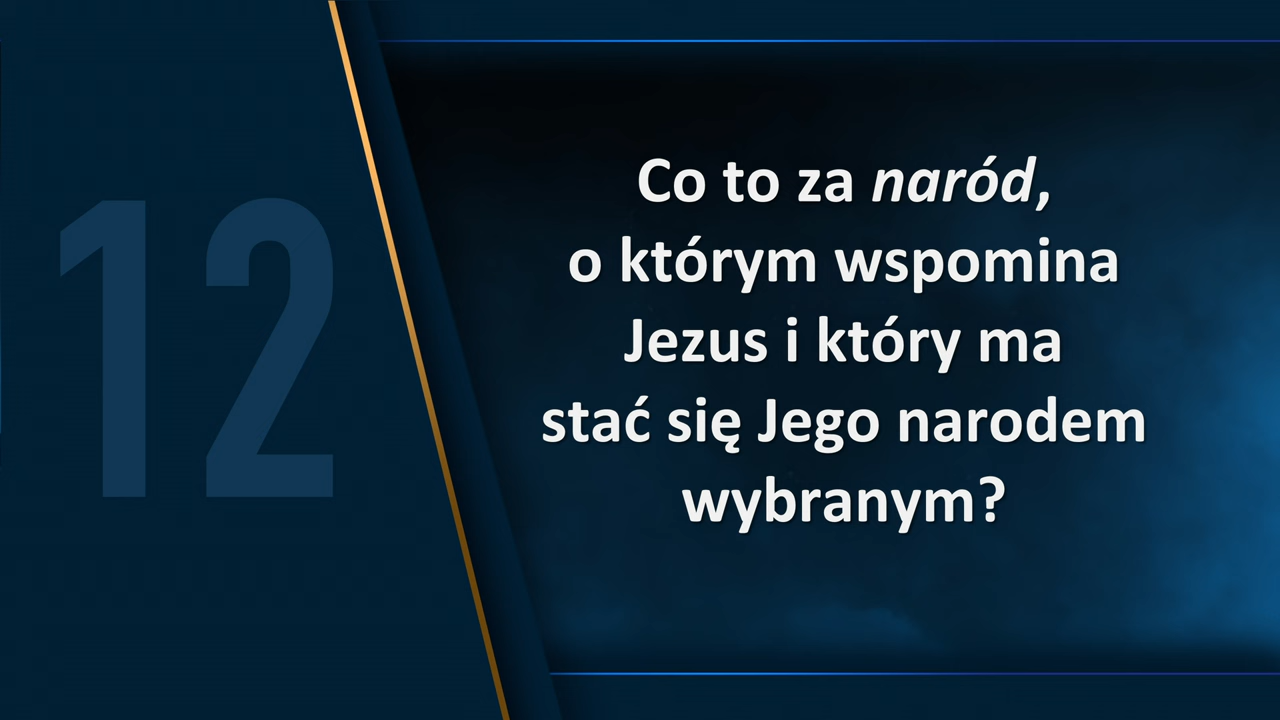 12
Co to za naród,
o którym wspomina
Jezus i który ma
stać się Jego narodem
wybranym?